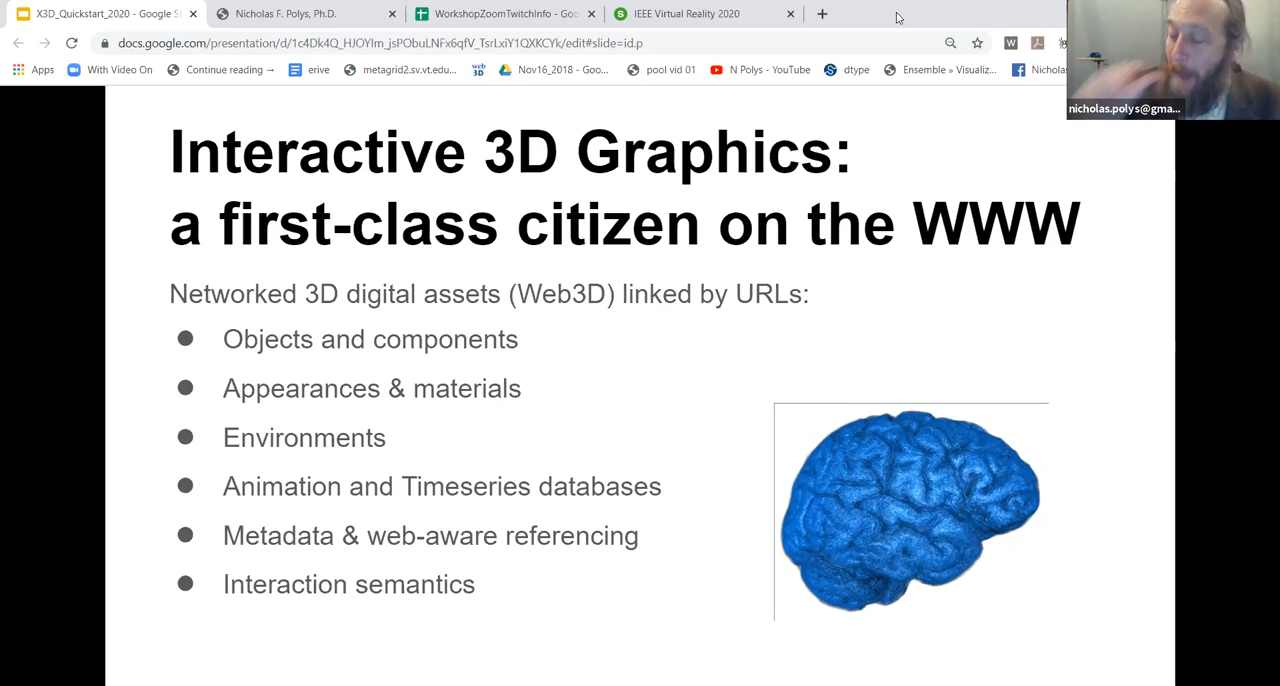 X3D_Quickstart_2020 - Google S
Nicholas F. Polys, Ph.D.
WorkshopZoomTwitchInfo - Goo
IEEE Virtual Reality 2020
docs.google.com/presentation/d/1c4Dk4Q_HJOYlm_jsPObuLNFx6qfV_TsrLxiY1QXKCYk/edit#slide=id.p
Apps
With Video On
Continue reading →
erive
metagrid2.sv.vt.edu...
Nov16_2018 - Goo...
pool vid 01
N Polys - YouTube
dtype
Ensemble » Visualiz...
Nichola
nicholas.polys@gma...
Interactive 3D Graphics:
a first-class citizen on the WWW
Networked 3D digital assets (Web3D) linked by URLs:
● Objects and components
● Appearances & materials
● Environments
● Animation and Timeseries databases
● Metadata & web-aware referencing
● Interaction semantics